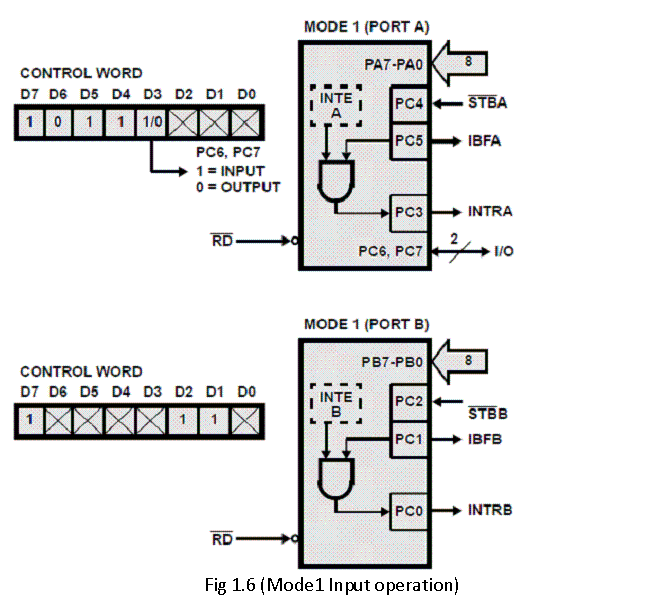 MODE 1 (PORT A)
CONTROL WORD
D7 D6 D5 D4 D3 D2 D1 D0
1 0 1 1 1/0
PC6, PC7
1 = INPUT
0 = OUTPUT
PA7-PA0
8
INTE
A
PC4
STBA
PC5
IBFA
PC3
INTRA
RD
PC6, PC7
2
I/O
MODE 1 (PORT B)
CONTROL WORD
D7 D6 D5 D4 D3 D2 D1 D0
1 1 1
PB7-PB0
8
INTE
B
PC2
STBB
PC1
IBFB
PC0
INTRB
RD
Fig 1.6 (Mode1 Input operation)